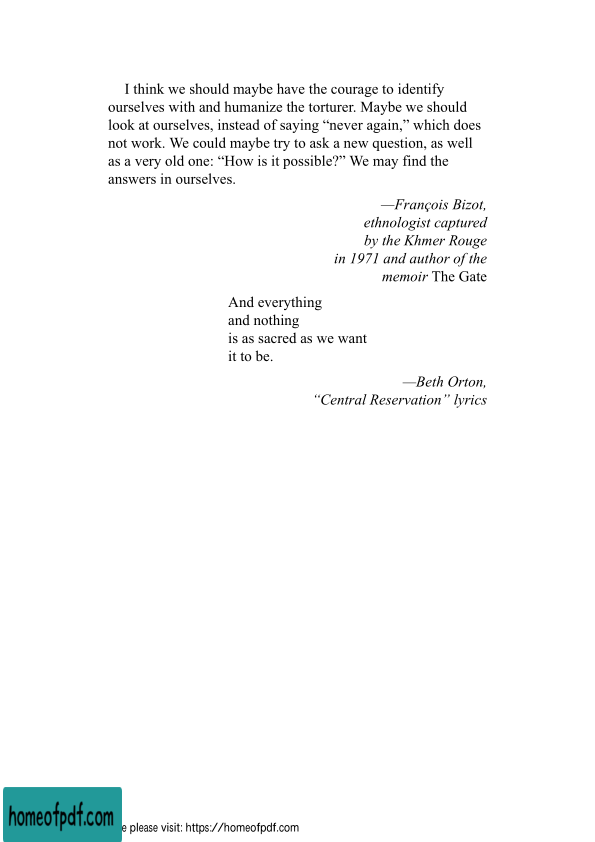 I think we should maybe have the courage to identify
ourselves with and humanize the torturer. Maybe we should
look at ourselves, instead of saying “never again,” which does
not work. We could maybe try to ask a new question, as well
as a very old one: “How is it possible?” We may find the
answers in ourselves.
—François Bizot,
ethnologist captured
by the Khmer Rouge
in 1971 and author of the
memoir The Gate
And everything
and nothing
is as sacred as we want
it to be.
—Beth Orton,
“Central Reservation” lyrics
homeofpdf.com
e please visit: https://homeofpdf.com